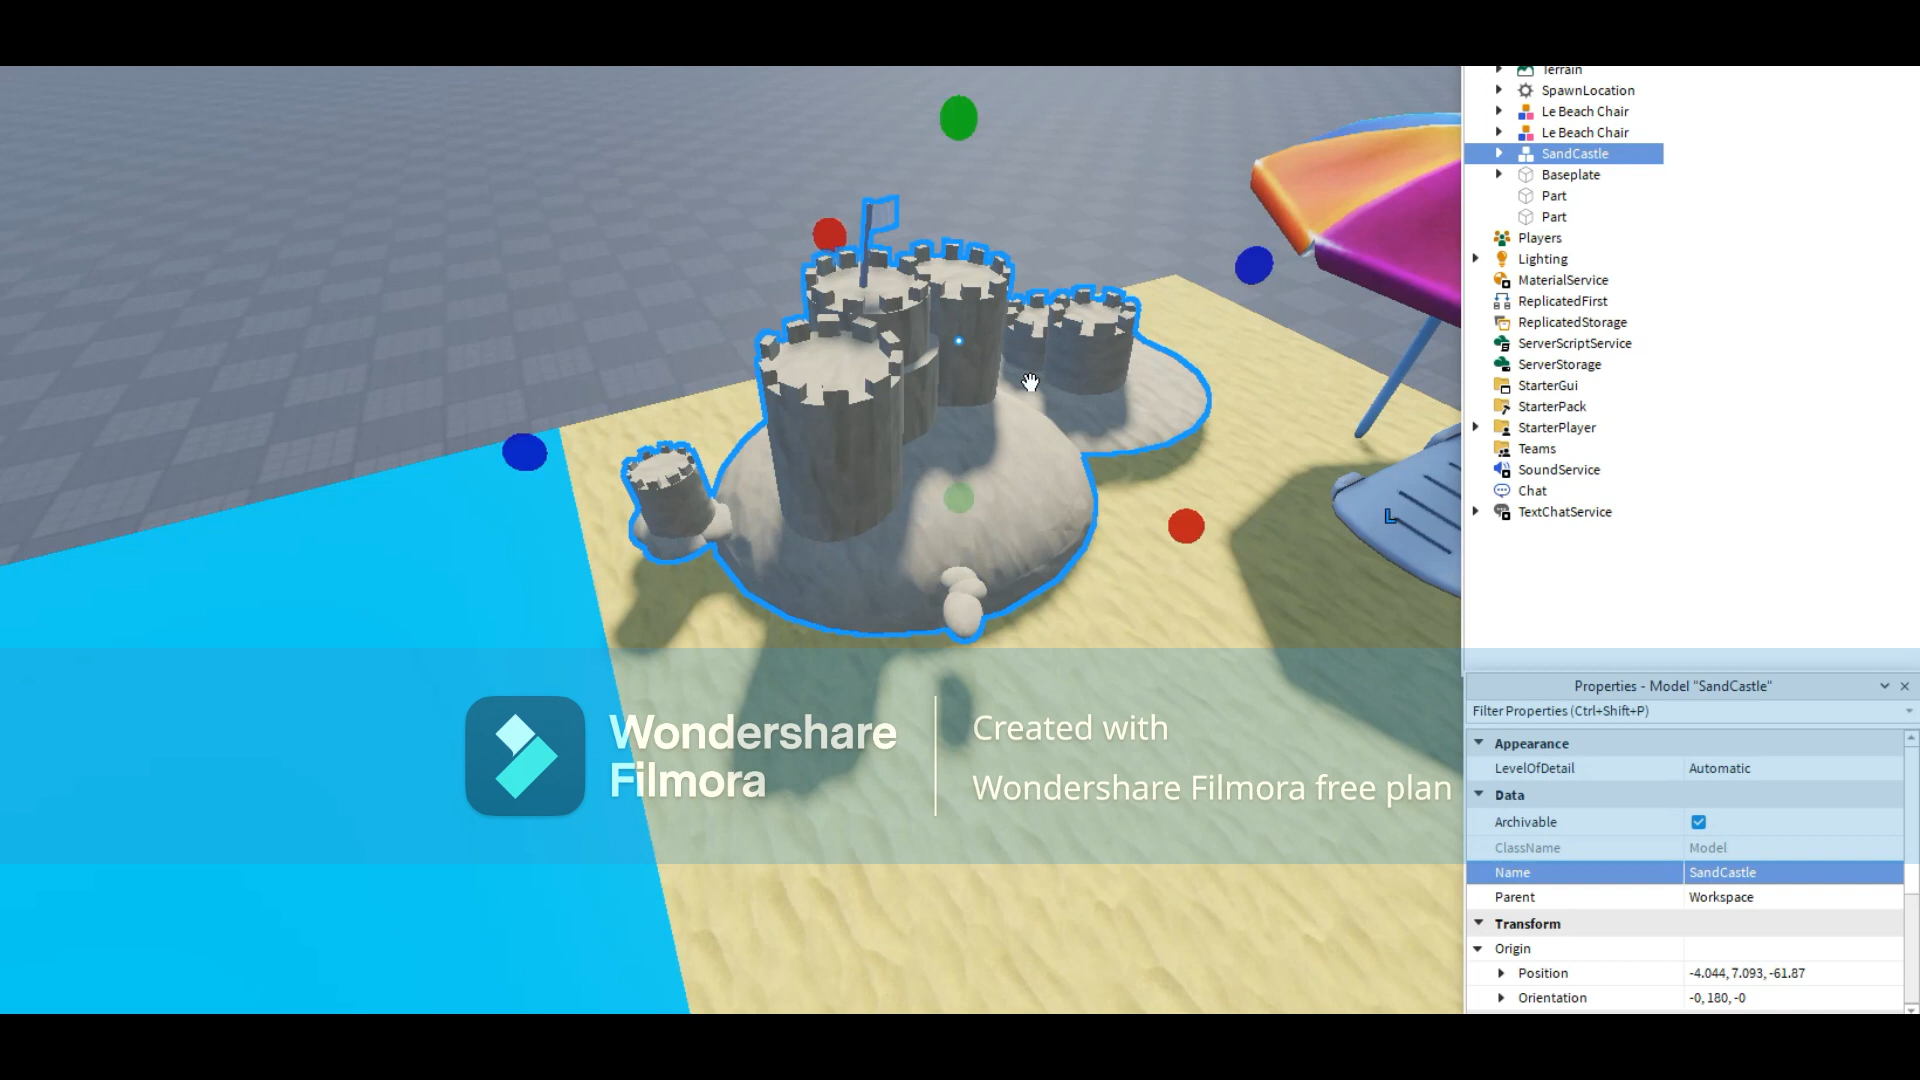 Terrain
SpawnLocation
Le Beach Chair
Le Beach Chair
SandCastle
Baseplate
Part
Part
Players
Lighting
MaterialService
ReplicatedFirst
ReplicatedStorage
ServerScriptService
ServerStorage
StarterGui
StarterPack
StarterPlayer
Teams
SoundService
Chat
TextChatService
L
Wondershare
Filmora
Created with
Wondershare Filmora free plan
Properties - Model "SandCastle"
Filter Properties (Ctrl+Shift+P)
Appearance
LevelOfDetail Automatic
Data
Archivable
ClassName Model
Name SandCastle
Parent Workspace
Transform
Origin
Position -4.044, 7.093, -61.87
Orientation -0, 180, -0